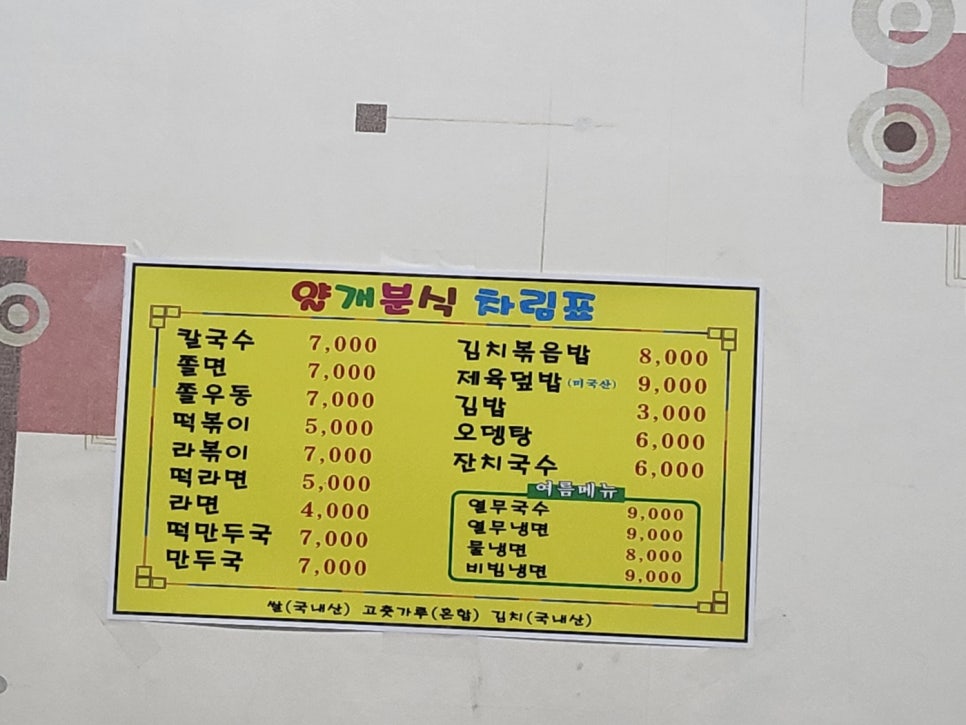 얄개분식 차림표
칼국수 7,000
쫄면 7,000
쫄우동 7,000
떡볶이 5,000
라볶이 7,000
떡라면 5,000
라면 4,000
떡만두국 7,000
만두국 7,000
김치볶음밥 8,000
제육덮밥(미국산) 9,000
김밥 3,000
오뎅탕 6,000
잔치국수 6,000
여름메뉴
열무국수 9,000
열무냉면 9,000
물냉면 8,000
비빔냉면 9,000
쌀(국내산) 고춧가루(혼합) 김치(국내산)